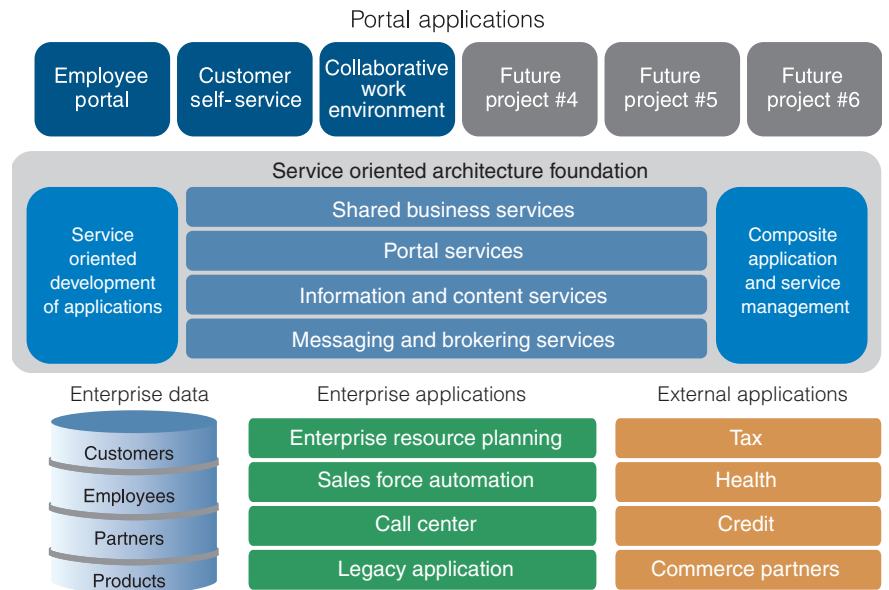 Portal applications
Employee
portal
Customer
self-service
Collaborative
work
environment
Future
project #4
Future
project #5
Future
project #6
Service oriented architecture foundation
Service
oriented
development
of applications
Shared business services
Portal services
Information and content services
Messaging and brokering services
Composite
application
and service
management
Enterprise data
Customers
Employees
Partners
Products
Enterprise applications
Enterprise resource planning
Sales force automation
Call center
Legacy application
External applications
Tax
Health
Credit
Commerce partners